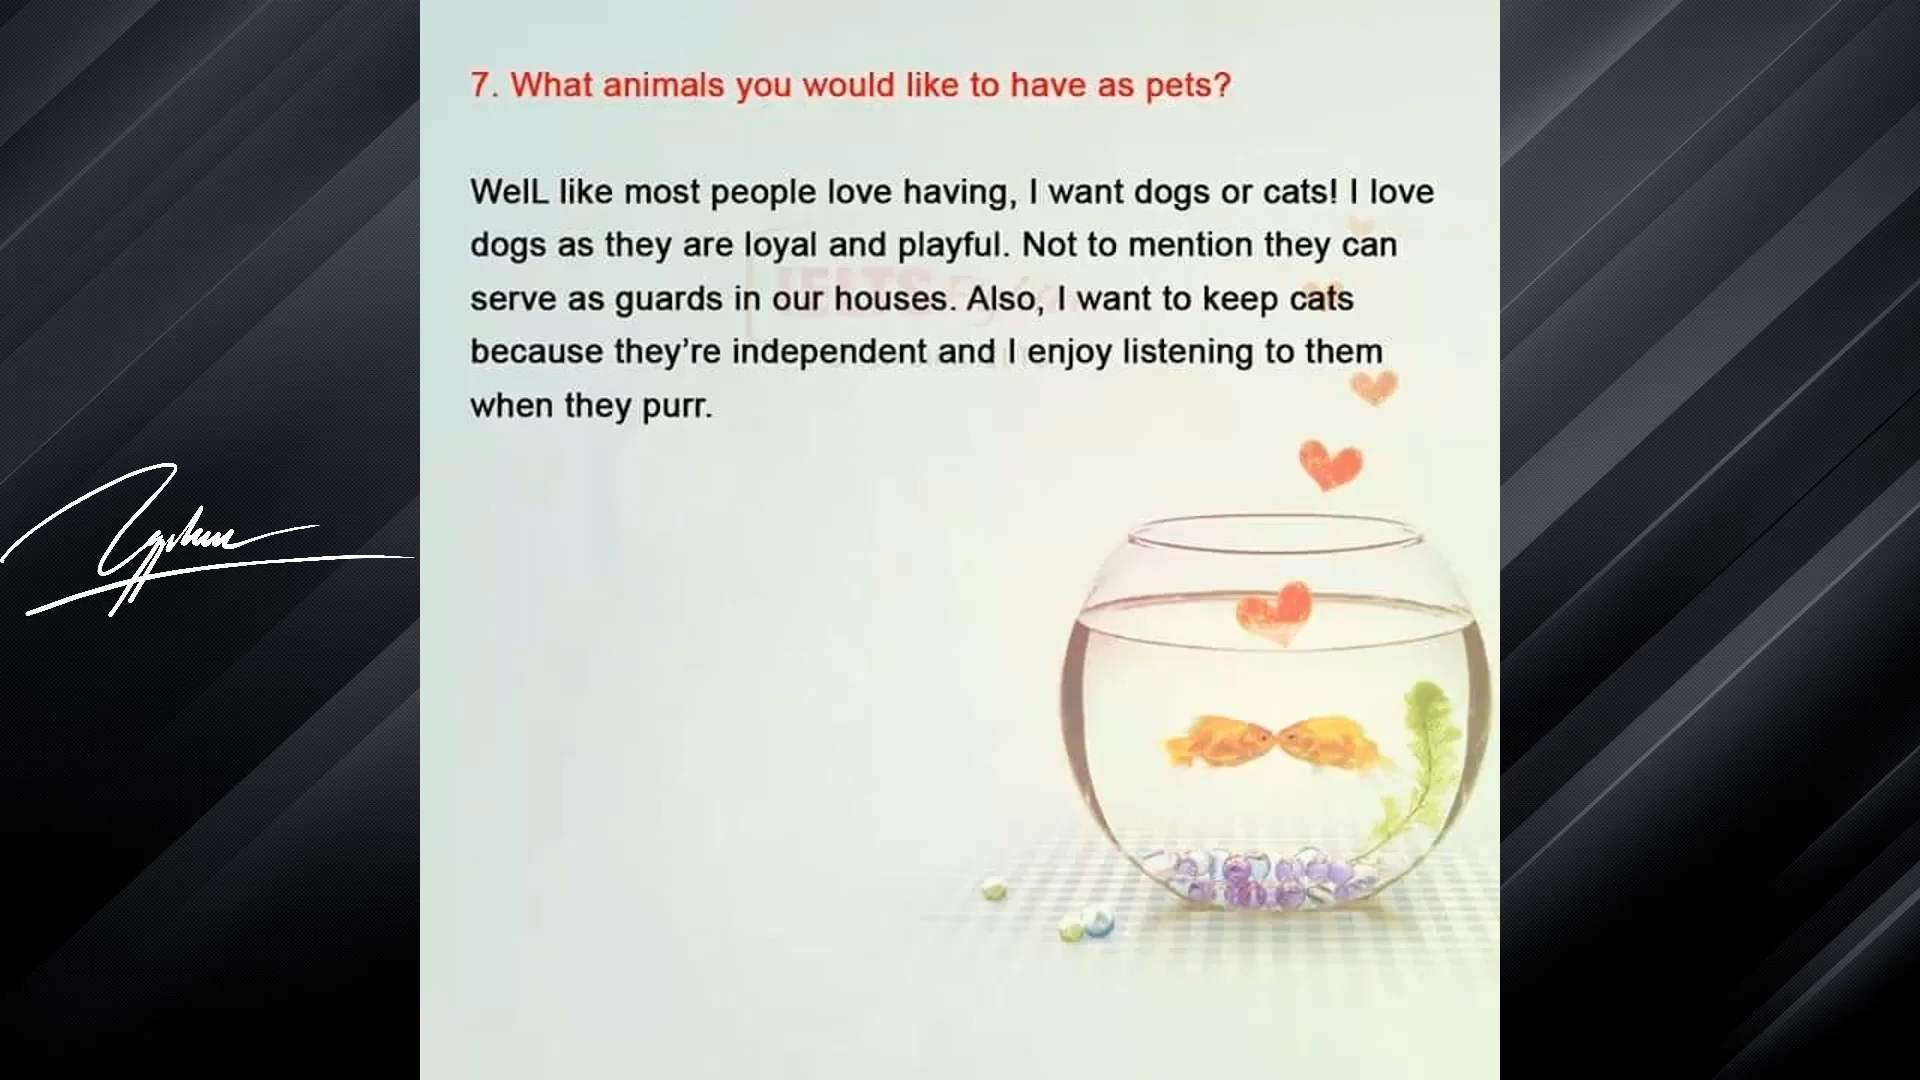 7. What animals you would like to have as pets?
WelL like most people love having, I want dogs or cats! I love
dogs as they are loyal and playful. Not to mention they can
serve as guards in our houses. Also, I want to keep cats
because they’re independent and I enjoy listening to them
when they purr.
IELTS